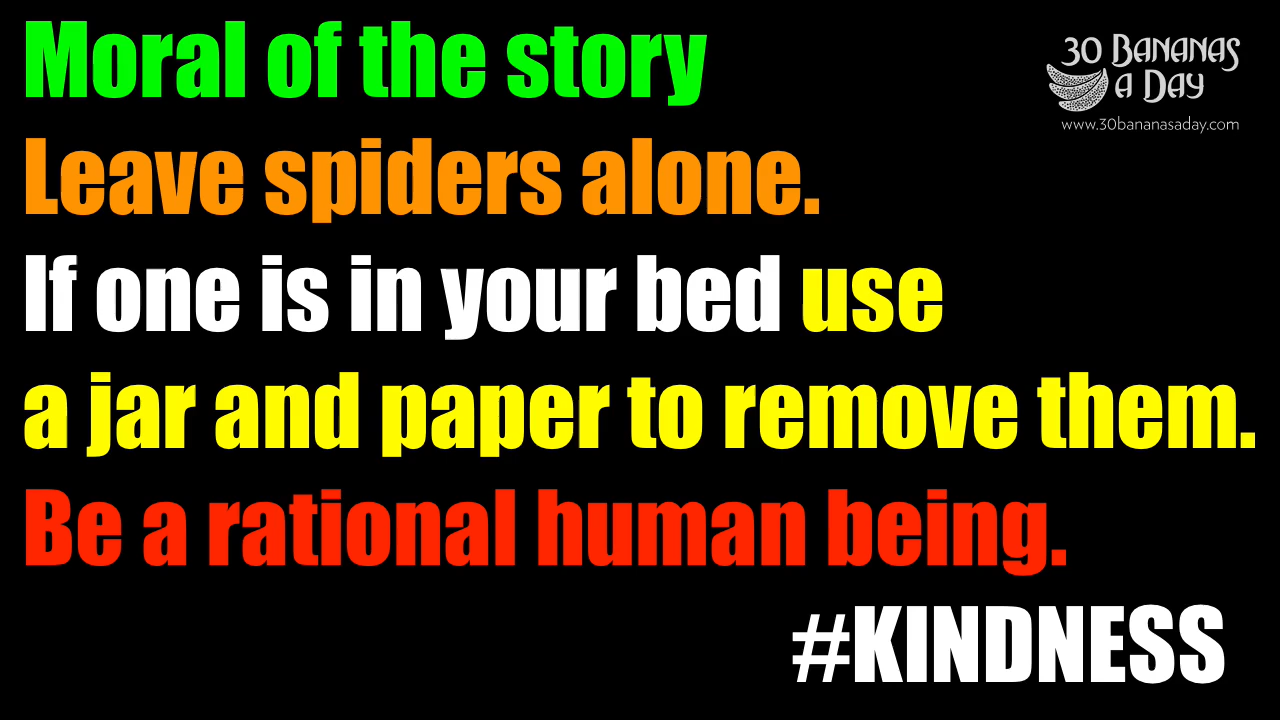 Moral of the story
30 BANANAS
A DAY
www.30bananasaday.com
Leave spiders alone.
If one is in your bed use
a jar and paper to remove them.
Be a rational human being.
#KINDNESS